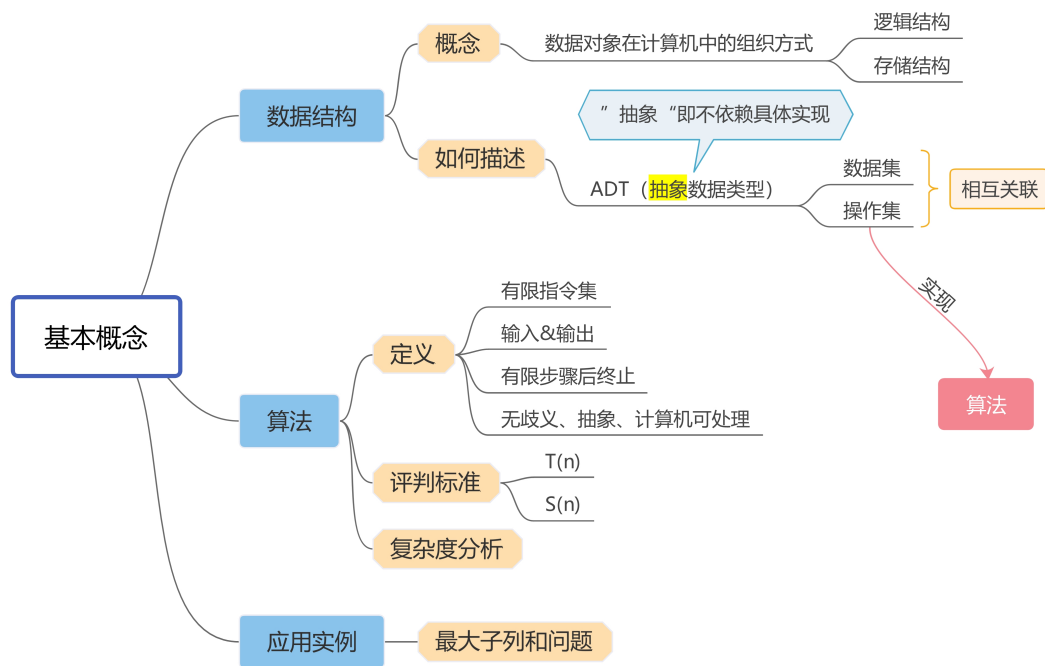 基本概念
数据结构
概念
数据对象在计算机中的组织方式
逻辑结构
存储结构
如何描述
”抽象“即不依赖具体实现
ADT（抽象数据类型）
数据集
操作集
相互关联
实现
算法
算法
定义
有限指令集
输入&输出
有限步骤后终止
无歧义、抽象、计算机可处理
评判标准
T(n)
S(n)
复杂度分析
应用实例
最大子列和问题